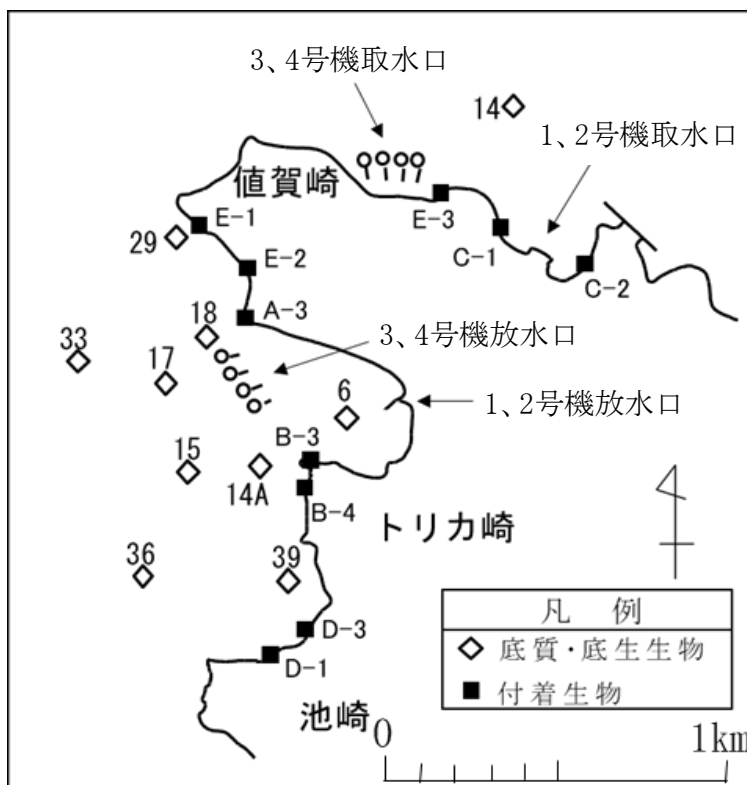 3、4号機取水口
14
1、2号機取水口
値賀崎
E-1
E-3
29
C-1
E-2
C-2
A-3
18
3、4号機放水口
33
17
6
1、2号機放水口
B-3
15
14A
B-4
トリカ崎
36
39
凡 例
底質・底生生物
付着生物
D-3
D-1
池崎
0
1km